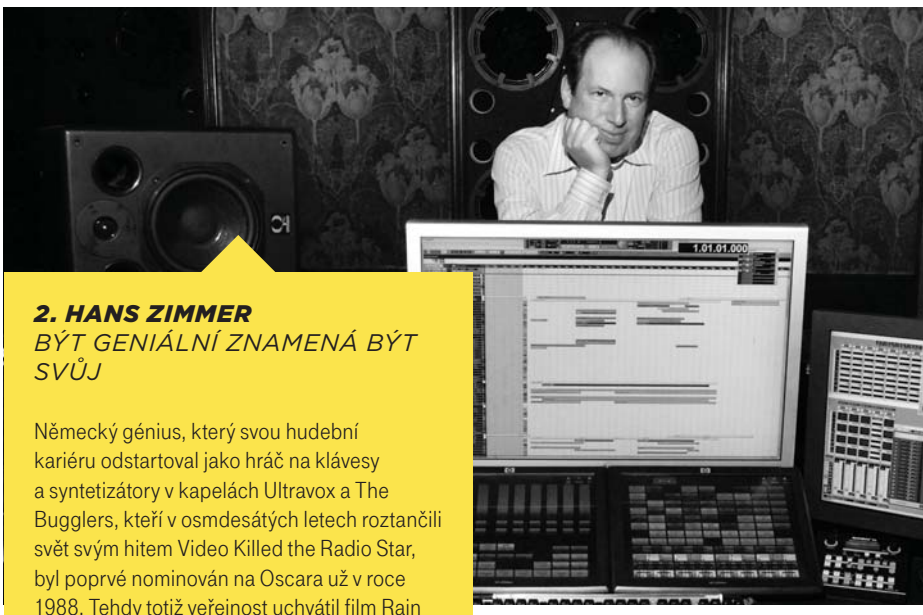 1.01.01.000
2. HANS ZIMMER
BÝT GENIÁLNÍ ZNAMENÁ BÝT
SVŮJ
Německý génius, který svou hudební
kariéru odstartoval jako hráč na klávesy
a syntetizátory v kapelách Ultravox a The
Bugglers, kteří v osmdesátých letech roztančili
svět svým hitem Video Killed the Radio Star,
byl poprvé nominován na Oscara už v roce
1988. Tehdy totiž veřejnost uchvátil film Rain